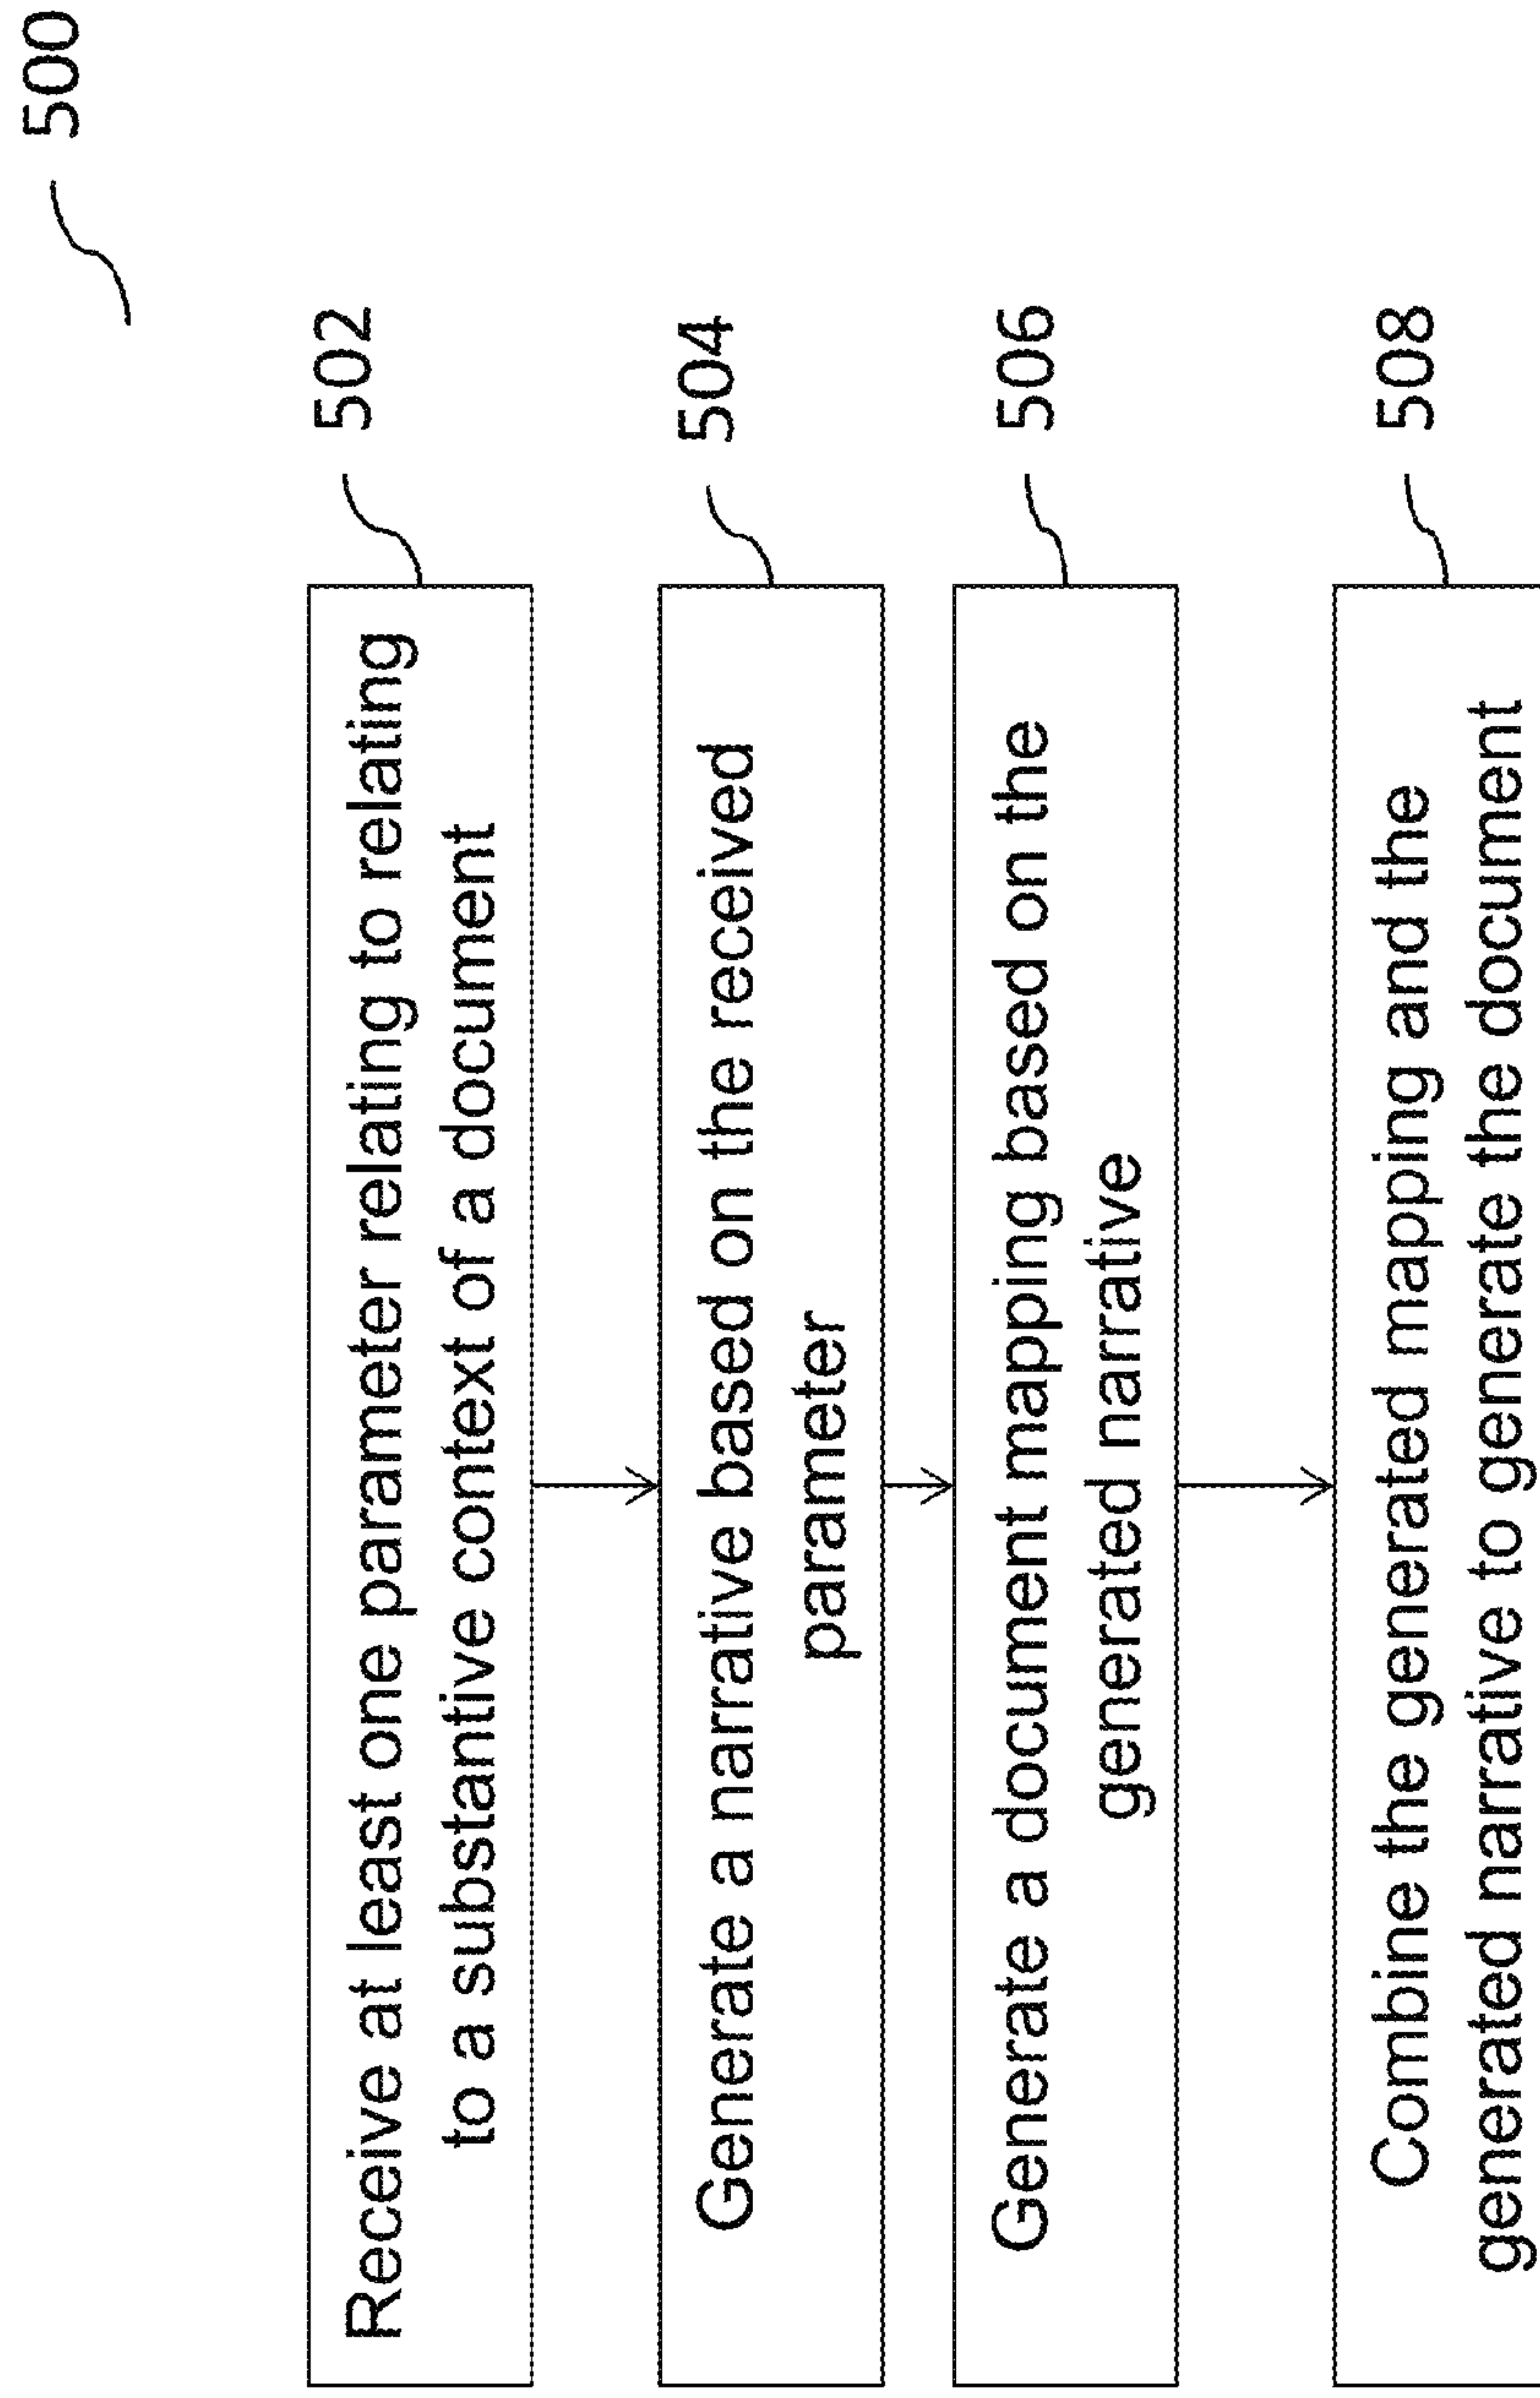 500
Receive at least one parameter relating to relating
to a substantive context of a document
502
Generate a narrative based on the received
parameter
504
Generate a document mapping based on the
generated narrative
506
Combine the generated mapping and the
generated narrative to generate the document
508